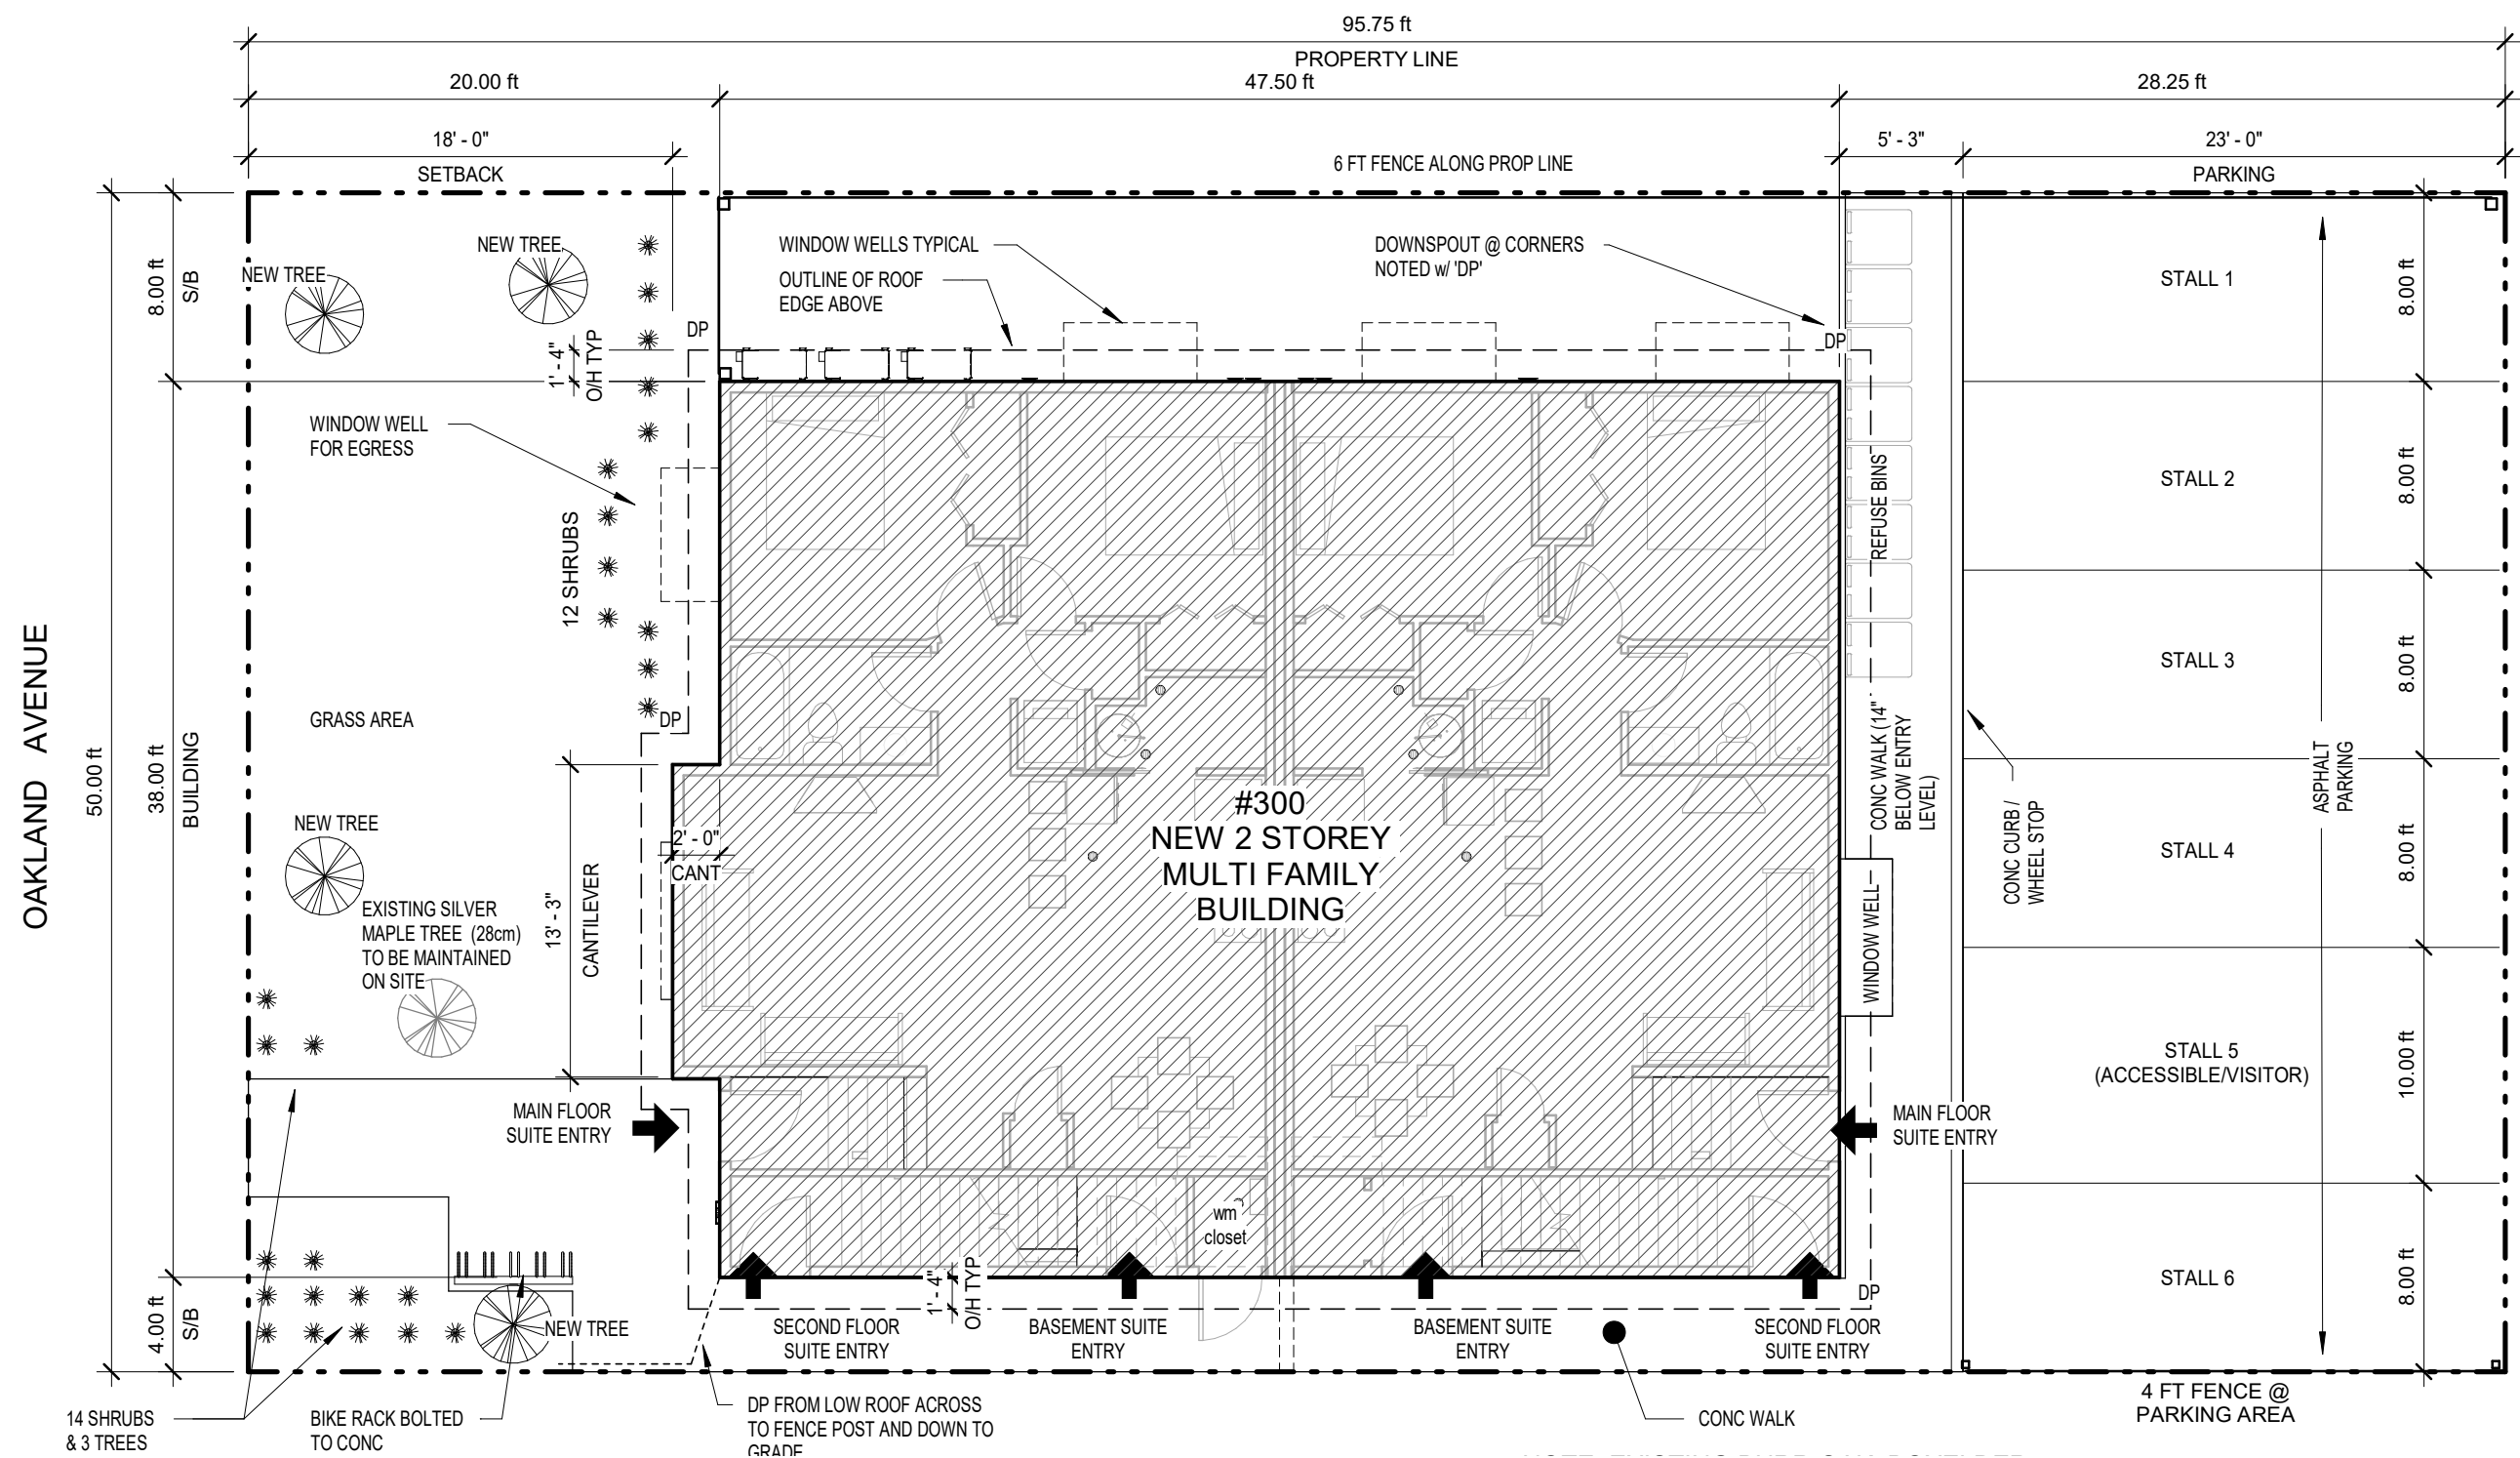 95.75 ft
PROPERTY LINE
20.00 ft
47.50 ft
28.25 ft
18' - 0"
SETBACK
6 FT FENCE ALONG PROP LINE
5' - 3"
23' - 0"
PARKING
8.00 ft
S/B
NEW TREE
NEW TREE
1' - 4"
O/H TYP
DP
WINDOW WELLS TYPICAL
OUTLINE OF ROOF
EDGE ABOVE
DOWNSPOUT @ CORNERS
NOTED w/ 'DP'
DP
STALL 1
8.00 ft
WINDOW WELL
FOR EGRESS
12 SHRUBS
REFUSE BINS
STALL 2
8.00 ft
OAKLAND AVENUE
50.00 ft
38.00 ft
BUILDING
GRASS AREA
DP
STALL 3
8.00 ft
CONC WALK (14"
BELOW ENTRY
LEVEL)
CONC CURB /
WHEEL STOP
ASPHALT
PARKING
NEW TREE
2' - 0"
CANT
13' - 3"
CANTILEVER
#300
NEW 2 STOREY
MULTI FAMILY
BUILDING
STALL 4
8.00 ft
EXISTING SILVER
MAPLE TREE (28cm)
TO BE MAINTAINED
ON SITE
WINDOW WELL
STALL 5
(ACCESSIBLE/VISITOR)
10.00 ft
MAIN FLOOR
SUITE ENTRY
MAIN FLOOR
SUITE ENTRY
wm
closet
4.00 ft
S/B
NEW TREE
1' - 4"
O/H TYP
DP
STALL 6
8.00 ft
SECOND FLOOR
SUITE ENTRY
BASEMENT SUITE
ENTRY
BASEMENT SUITE
ENTRY
SECOND FLOOR
SUITE ENTRY
14 SHRUBS
& 3 TREES
BIKE RACK BOLTED
TO CONC
DP FROM LOW ROOF ACROSS
TO FENCE POST AND DOWN TO
GRADE
CONC WALK
4 FT FENCE @
PARKING AREA